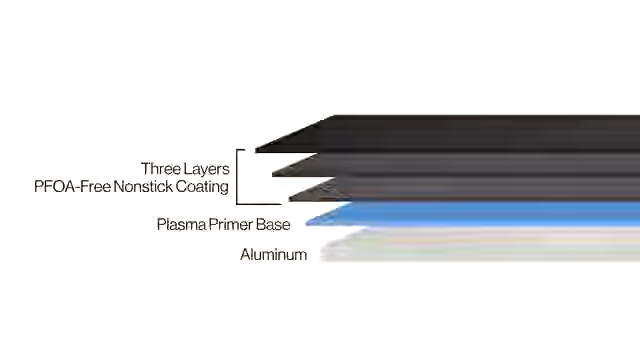 Three Layers
PFOA-Free Nonstick Coating
Plasma Primer Base
Aluminum